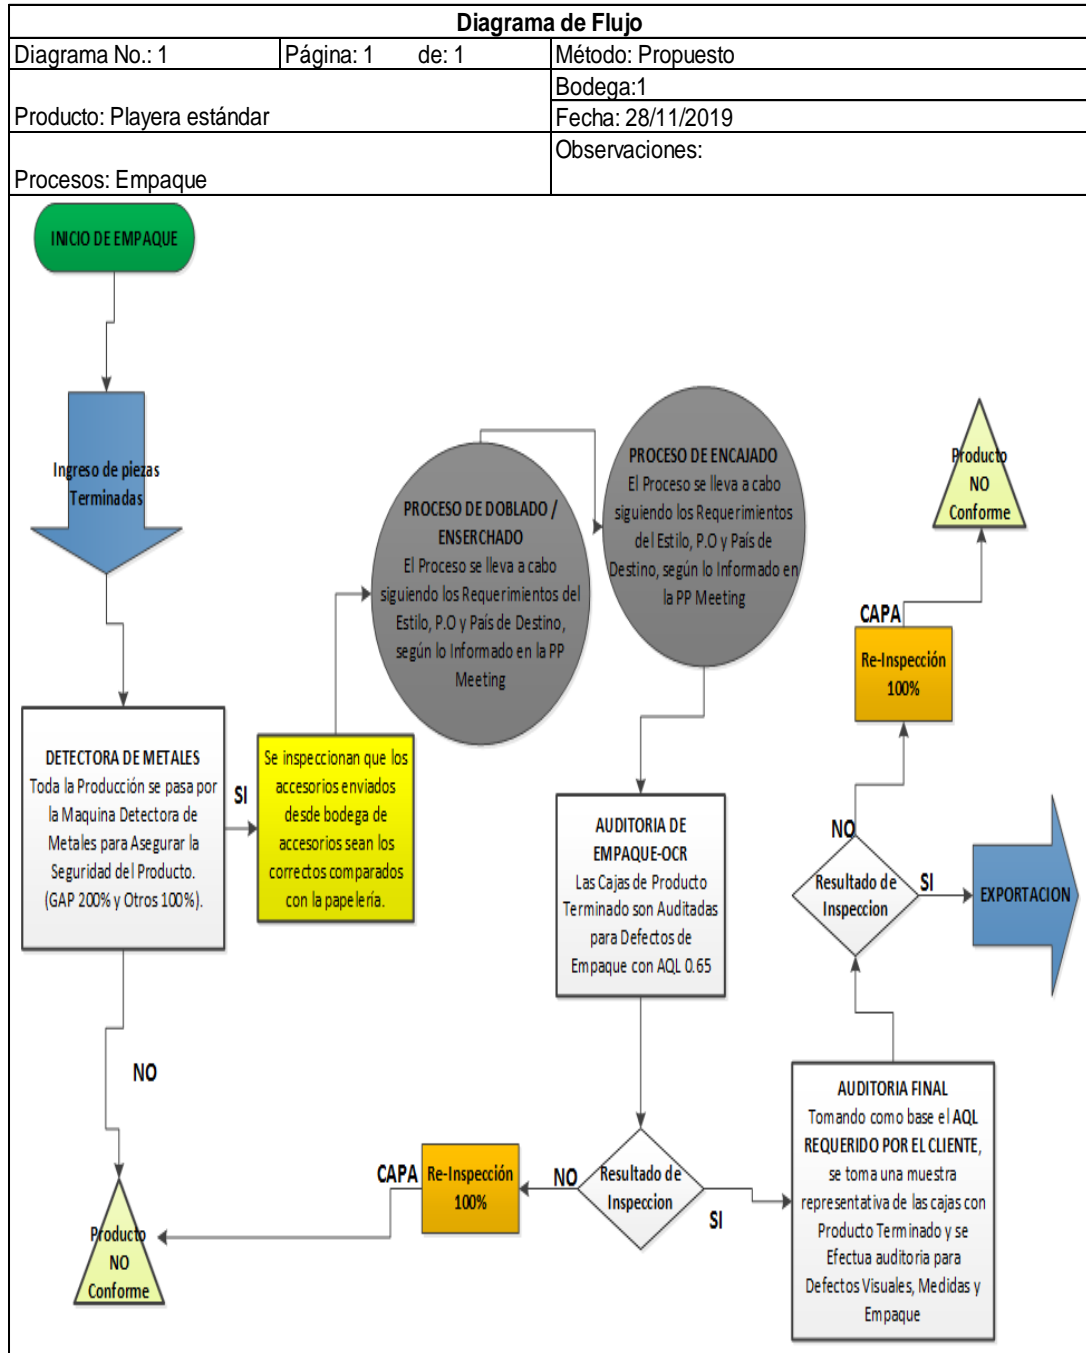 Diagrama de Flujo
Diagrama No.: 1
Página: 1 de: 1
Método: Propuesto
Producto: Playera estándar
Bodega:1
Fecha: 28/11/2019
Procesos: Empaque
Observaciones:
INICIO DE EMPAQUE
Ingreso de piezas
Terminadas
DETECTORA DE METALES
Toda la Producción se pasa por
la Maquina Detectora de
Metales para Asegurar la
Seguridad del Producto.
(GAP 200% y Otros 100%).
SI
NO
Se inspeccionan que los
accesorios enviados
desde bodega de
accesorios sean los
correctos comparados
con la papelería.
PROCESO DE DOBLADO /
ENSERCHADO
El Proceso se lleva a cabo
siguiendo los Requerimientos del
Estilo, P.O y País de Destino,
según lo Informado en la PP
Meeting
PROCESO DE ENCAJADO
El Proceso se lleva a cabo
siguiendo los Requerimientos
del Estilo, P.O y País de
Destino, según lo Informado en
la PP Meeting
AUDITORIA DE
EMPAQUE-OCR
Las Cajas de Producto
Terminado son Auditadas
para Defectos de
Empaque con AQL 0.65
Resultado de
Inspeccion
NO
Re-Inspección
100%
CAPA
Producto
NO
Conforme
SI
AUDITORIA FINAL
Tomando como base el AQL
REQUERIDO POR EL CLIENTE,
se toma una muestra
representativa de las cajas con
Producto Terminado y se
Efectua auditoria para
Defectos Visuales, Medidas y
Empaque
Resultado de
Inspeccion
SI
EXPORTACION
NO
Re-Inspección
100%
CAPA
Producto
NO
Conforme